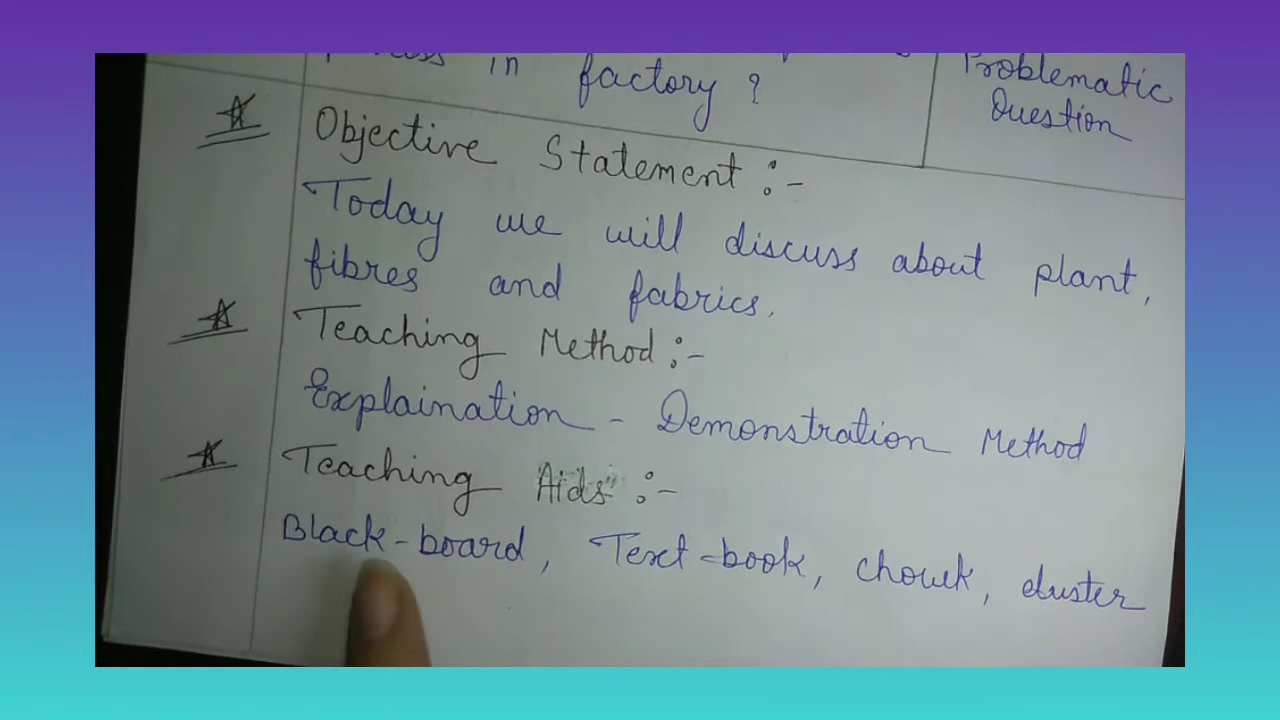 in factory ?
Problematic
Question
Objective Statement :-
Today we will discuss about plant,
fibres and fabrics.
Teaching Method :-
Explaination - Demonstration Method
Teaching Aids :-
Black-board, Text-book, chowk, duster